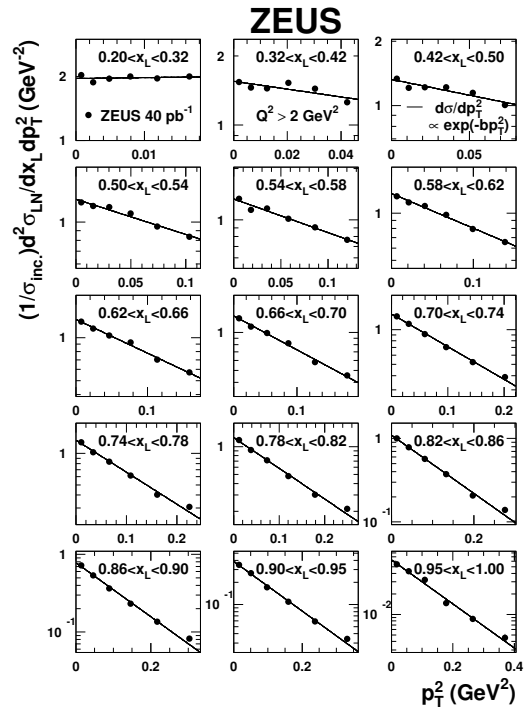 ZEUS
(1/σinc.)d²σLN/dxLdp²T (GeV⁻²)
0.20<xL<0.32
0.32<xL<0.42
0.42<xL<0.50
2
1
2
1
2
1
ZEUS 40 pb⁻¹
Q² > 2 GeV²
dσ/dp²T
∝ exp(-bp²T)
0 0.01
0 0.02 0.04
0 0.05
0.50<xL<0.54
0.54<xL<0.58
0.58<xL<0.62
1
1
1
0 0.05 0.1
0 0.05 0.1
0 0.1
0.62<xL<0.66
0.66<xL<0.70
0.70<xL<0.74
1
1
1
0 0.1
0 0.1
0 0.1 0.2
0.74<xL<0.78
0.78<xL<0.82
0.82<xL<0.86
1
1
1
10⁻¹
0 0.1 0.2
0 0.1 0.2
0 0.2
0.86<xL<0.90
0.90<xL<0.95
0.95<xL<1.00
1
10⁻¹
10⁻¹
10⁻²
0 0.2
0 0.2
0 0.2 0.4
p²T (GeV²)